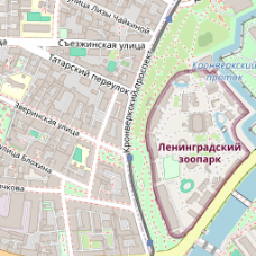 улица Лизы Чайкиной
Съезжинская улица
Татарский переулок
Кронверкский проспект
Кронверкский
проток
Зверинская улица
Ленинградский
зоопарк
улица Блохина